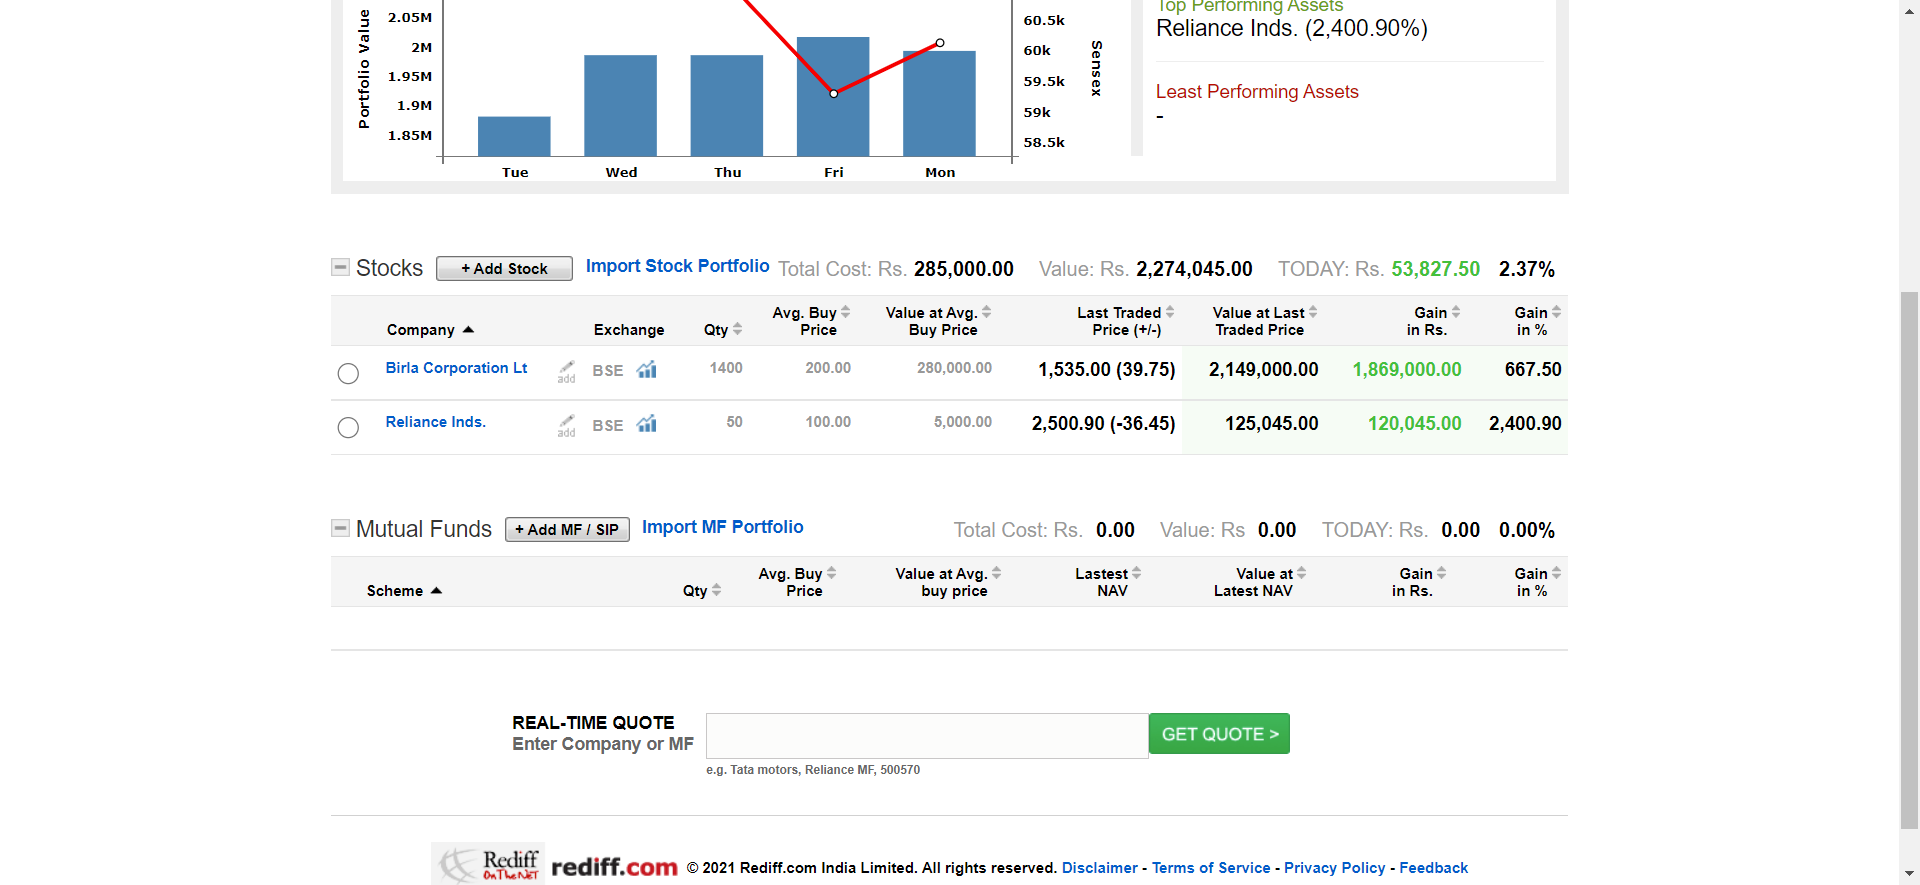 Top Performing Assets
Reliance Inds. (2,400.90%)
Least Performing Assets
-
Portfolio Value
2.05M
2M
1.95M
1.9M
1.85M
60.5k
60k
59.5k
59k
58.5k
Sensex
Tue Wed Thu Fri Mon
Stocks + Add Stock Import Stock Portfolio Total Cost: Rs. 285,000.00 Value: Rs. 2,274,045.00 TODAY: Rs. 53,827.50 2.37%
Company Exchange Qty Avg. Buy Price Value at Avg. Buy Price Last Traded Price (+/-) Value at Last Traded Price Gain in Rs. Gain in %
Birla Corporation Lt add BSE 1400 200.00 280,000.00 1,535.00 (39.75) 2,149,000.00 1,869,000.00 667.50
Reliance Inds. add BSE 50 100.00 5,000.00 2,500.90 (-36.45) 125,045.00 120,045.00 2,400.90
Mutual Funds + Add MF / SIP Import MF Portfolio Total Cost: Rs. 0.00 Value: Rs 0.00 TODAY: Rs. 0.00 0.00%
Scheme Qty Avg. Buy Price Value at Avg. buy price Lastest NAV Value at Latest NAV Gain in Rs. Gain in %
REAL-TIME QUOTE
Enter Company or MF
GET QUOTE >
e.g. Tata motors, Reliance MF, 500570
Rediff
On The NeT
rediff.com © 2021 Rediff.com India Limited. All rights reserved. Disclaimer - Terms of Service - Privacy Policy - Feedback